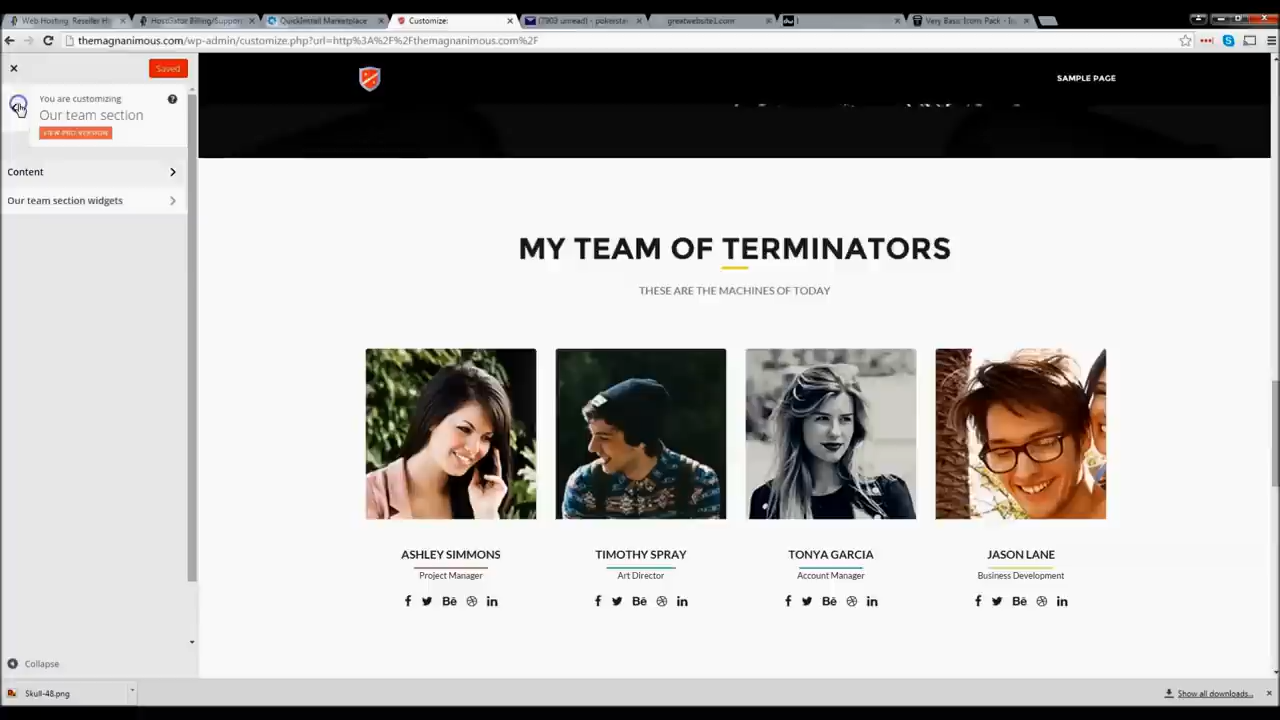 Web Hosting, Reseller H
HostGator Billing/Support
QuickInstall Marketplace
Customize:
(7903 unread) - pokerstar
greatwebsite1.com
Very Basic Icons Pack - In
themagnanimous.com/wp-admin/customize.php?url=http%3A%2F%2Fthemagnanimous.com%2F
Saved
You are customizing
Our team section
VIEW PRO VERSION
Content
Our team section widgets
Collapse
SAMPLE PAGE
MY TEAM OF TERMINATORS
THESE ARE THE MACHINES OF TODAY
ASHLEY SIMMONS
Project Manager
TIMOTHY SPRAY
Art Director
TONYA GARCIA
Account Manager
JASON LANE
Business Development
Skull-48.png
Show all downloads...